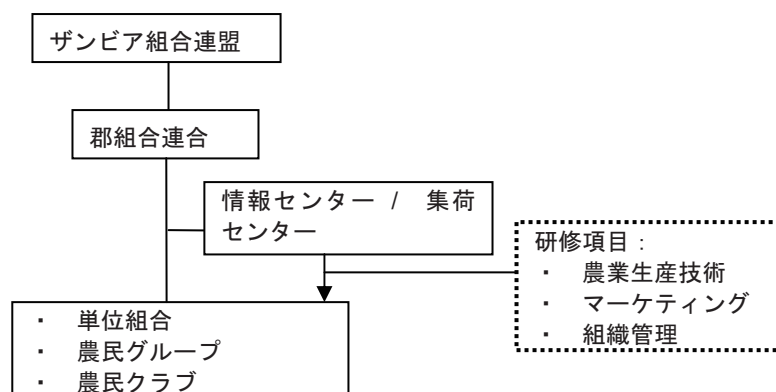 ザンビア組合連盟
郡組合連合
情報センター / 集荷
センター
研修項目：
・ 農業生産技術
・ マーケティング
・ 組織管理
・ 単位組合
・ 農民グループ
・ 農民クラブ